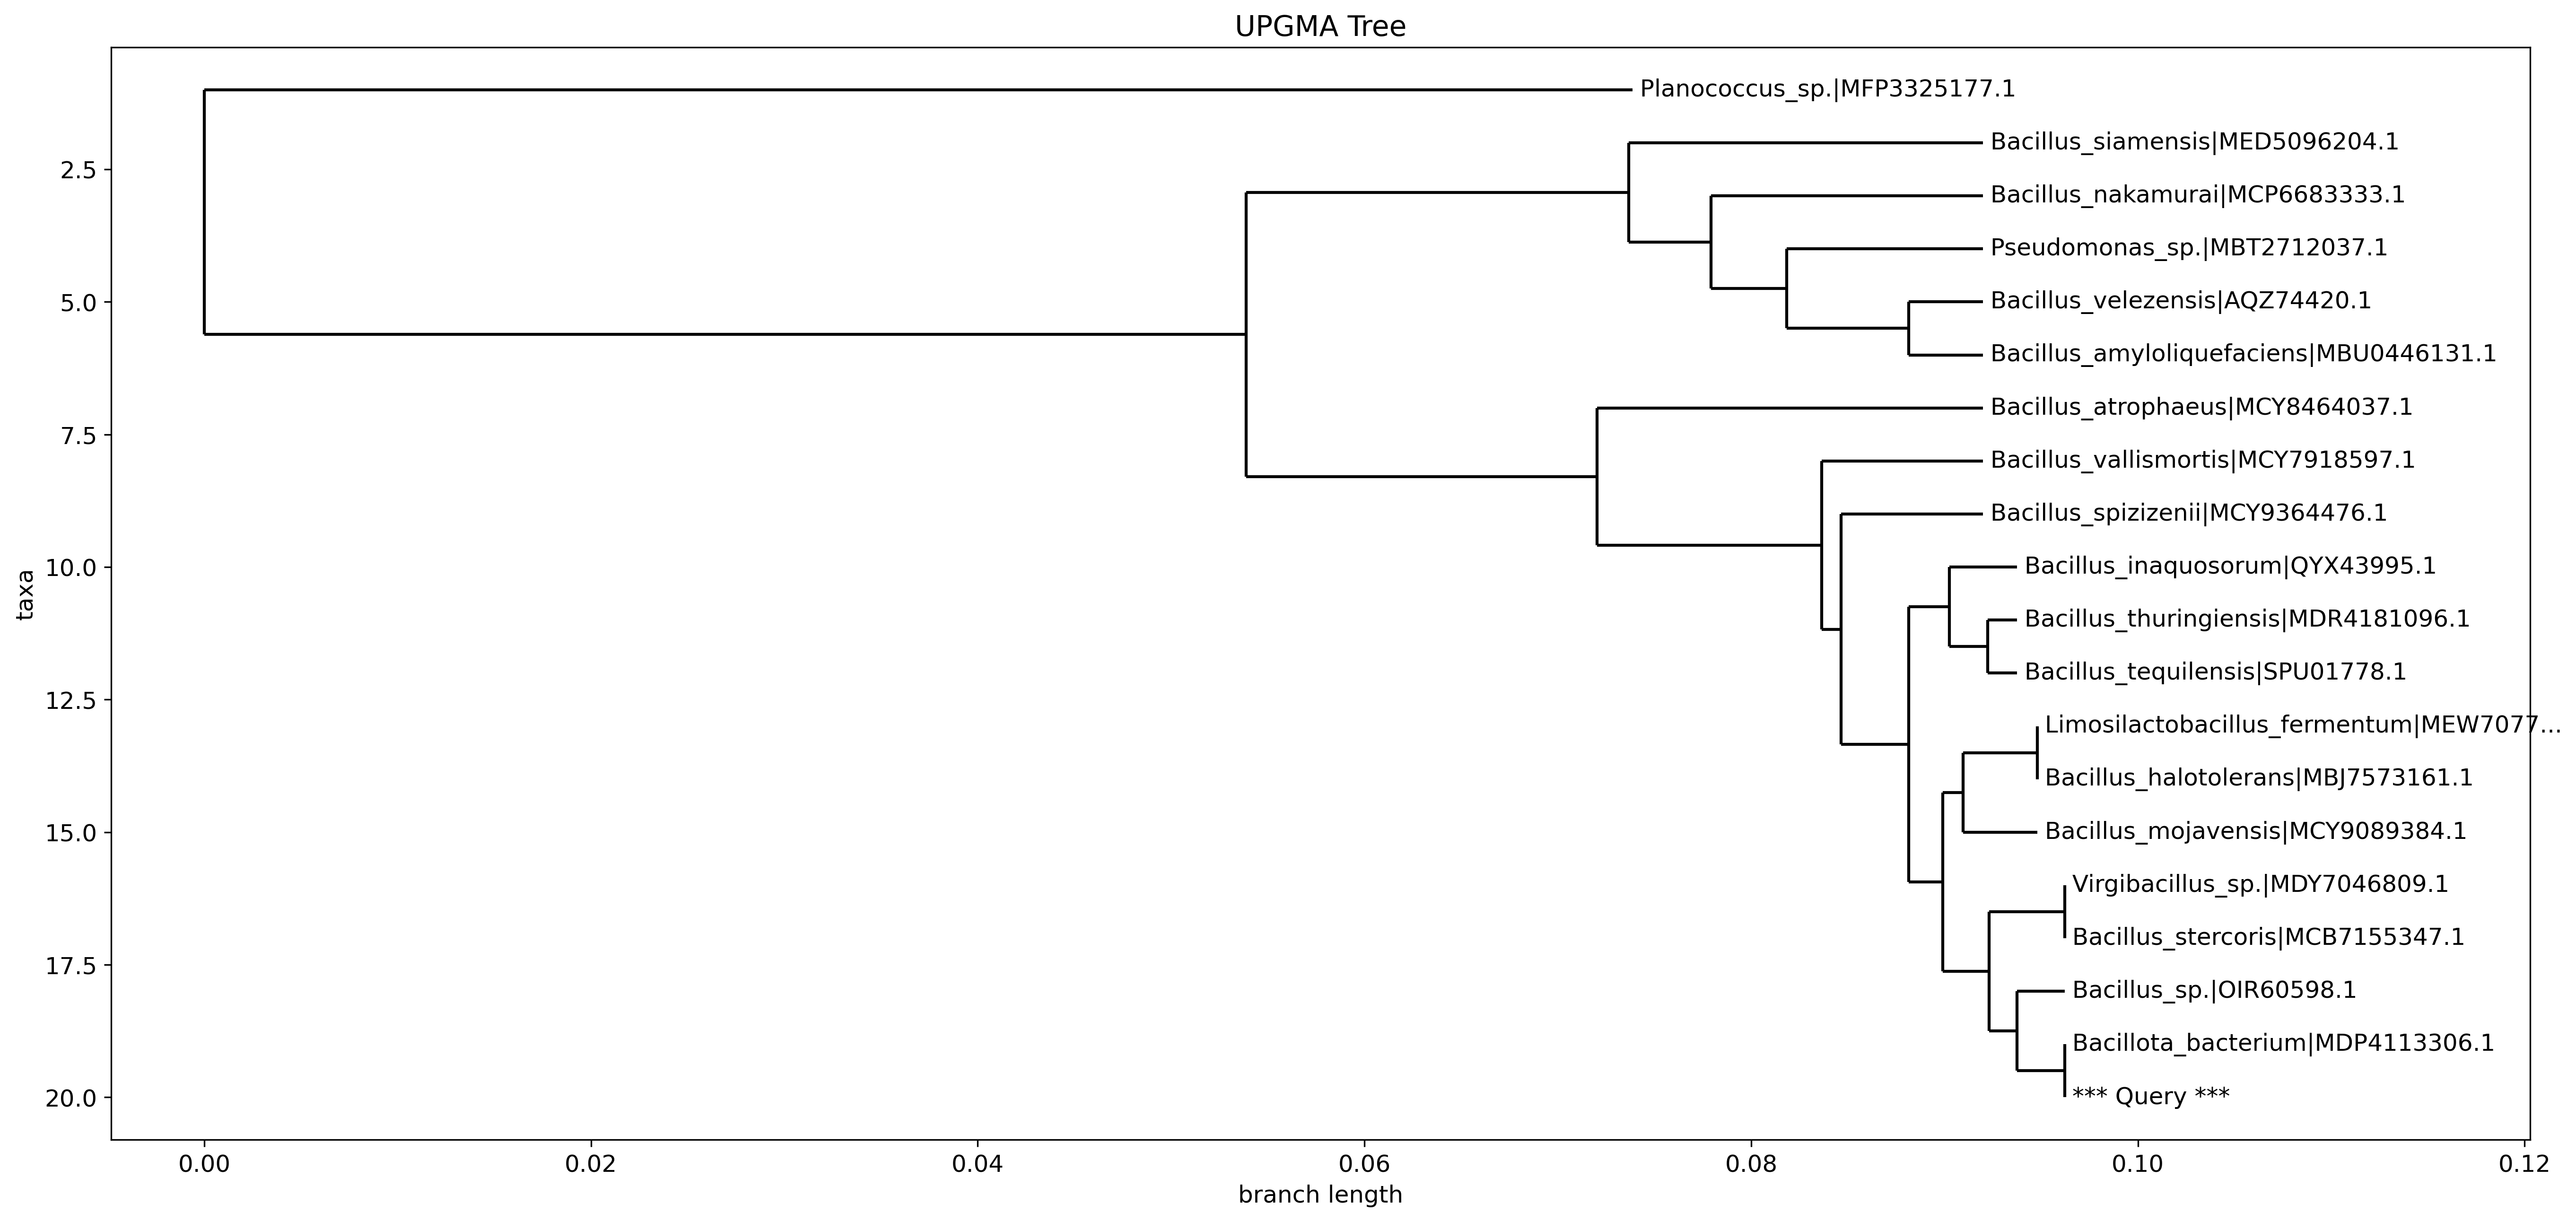 UPGMA Tree
Planococcus_sp.|MFP3325177.1
Bacillus_siamensis|MED5096204.1
2.5
Bacillus_nakamurai|MCP6683333.1
Pseudomonas_sp.|MBT2712037.1
5.0
Bacillus_velezensis|AQZ74420.1
Bacillus_amyloliquefaciens|MBU0446131.1
Bacillus_atrophaeus|MCY8464037.1
7.5
Bacillus_vallismortis|MCY7918597.1
Bacillus_spizizenii|MCY9364476.1
10.0
Bacillus_inaquosorum|QYX43995.1
taxa
Bacillus_thuringiensis|MDR4181096.1
Bacillus_tequilensis|SPU01778.1
12.5
Limosilactobacillus_fermentum|MEW7077...
Bacillus_halotolerans|MBJ7573161.1
15.0
Bacillus_mojavensis|MCY9089384.1
Virgibacillus_sp.|MDY7046809.1
Bacillus_stercoris|MCB7155347.1
17.5
Bacillus_sp.|OIR60598.1
Bacillota_bacterium|MDP4113306.1
20.0
*** Query ***
0.00 0.02 0.04 0.06 0.08 0.10 0.12
branch length